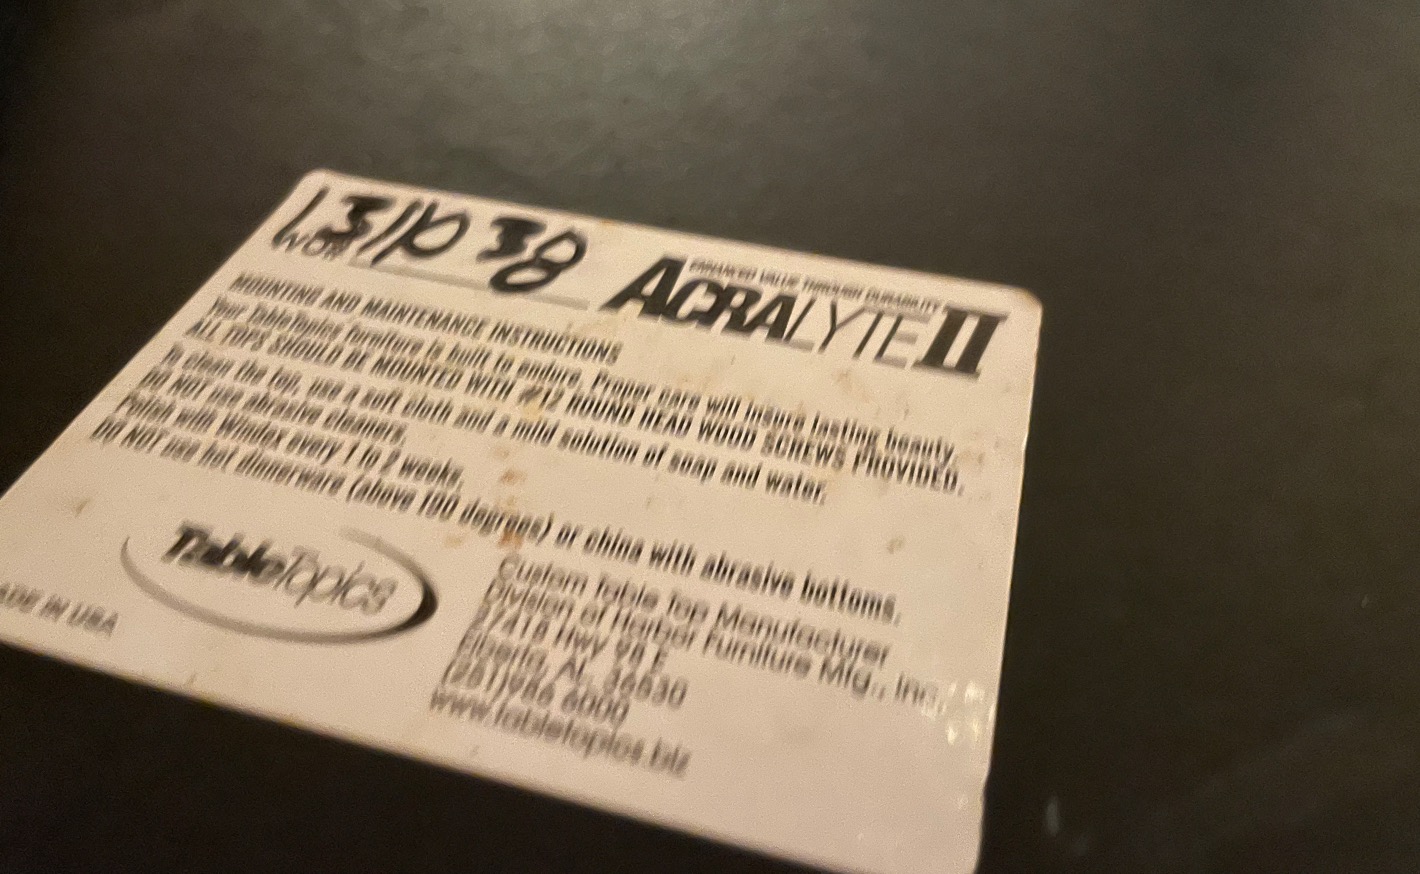 WOR
ENHANCED VALUE THROUGH DURABILITY
ACRALYTE II
MOUNTING AND MAINTENANCE INSTRUCTIONS
Your TableTopics furniture is built to endure. Proper care will insure lasting beauty.
ALL TOPS SHOULD BE MOUNTED WITH #12 ROUND HEAD WOOD SCREWS PROVIDED.
To clean the top, use a soft cloth and a mild solution of soap and water.
DO NOT use abrasive cleaners.
Polish with Windex every 1 to 2 weeks.
DO NOT use hot dinnerware (above 100 degrees) or china with abrasive bottoms.
TableTopics
ADE IN USA
Custom Table Top Manufacturer
Division of Harbor Furniture Mfg., Inc.
27418 Hwy 98 E
Elberta, AL. 36530
(251)986 6000
www.tabletopics.biz